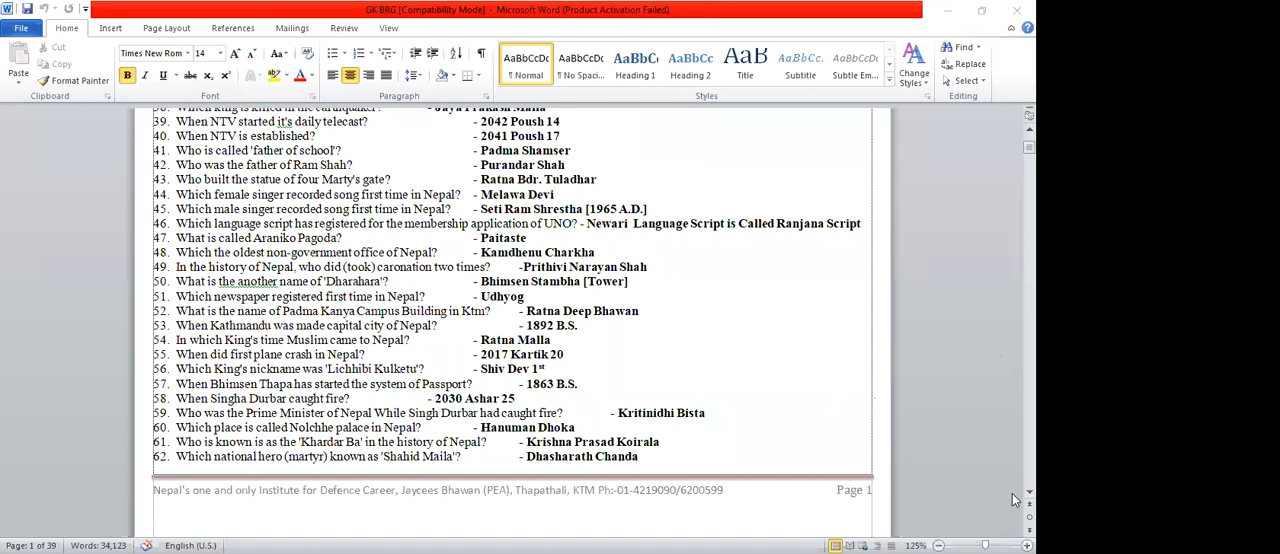 GK BRG [Compatibility Mode] - Microsoft Word (Product Activation Failed)
File Home Insert Page Layout References Mailings Review View
Paste Cut Copy Format Painter
Times New Rom 14
AaBbCcDc AaBbCcDc AaBbC( AaBbCc AaB AaBbCc. AaBbCcDc
¶ Normal ¶ No Spaci... Heading 1 Heading 2 Title Subtitle Subtle Em...
Change Styles
Find Replace Select
Clipboard Font Paragraph Styles Editing
38. Which King is killed in the earthquake? - Jaya Prakash Malla
39. When NTV started it's daily telecast? - 2042 Poush 14
40. When NTV is established? - 2041 Poush 17
41. Who is called 'father of school'? - Padma Shamser
42. Who was the father of Ram Shah? - Purandar Shah
43. Who built the statue of four Marty's gate? - Ratna Bdr. Tuladhar
44. Which female singer recorded song first time in Nepal? - Melawa Devi
45. Which male singer recorded song first time in Nepal? - Seti Ram Shrestha [1965 A.D.]
46. Which language script has registered for the membership application of UNO? - Newari Language Script is Called Ranjana Script
47. What is called Araniko Pagoda? - Paitaste
48. Which the oldest non-government office of Nepal? - Kamdhenu Charkha
49. In the history of Nepal, who did (took) caronation two times? -Prithivi Narayan Shah
50. What is the another name of 'Dharahara'? - Bhimsen Stambha [Tower]
51. Which newspaper registered first time in Nepal? - Udhyog
52. What is the name of Padma Kanya Campus Building in Ktm? - Ratna Deep Bhawan
53. When Kathmandu was made capital city of Nepal? - 1892 B.S.
54. In which King's time Muslim came to Nepal? - Ratna Malla
55. When did first plane crash in Nepal? - 2017 Kartik 20
56. Which King's nickname was 'Lichhibi Kulketu'? - Shiv Dev 1st
57. When Bhimsen Thapa has started the system of Passport? - 1863 B.S.
58. When Singha Durbar caught fire? - 2030 Ashar 25
59. Who was the Prime Minister of Nepal While Singh Durbar had caught fire? - Kritinidhi Bista
60. Which place is called Nolchhe palace in Nepal? - Hanuman Dhoka
61. Who is known is as the 'Khardar Ba' in the history of Nepal? - Krishna Prasad Koirala
62. Which national hero (martyr) known as 'Shahid Maila'? - Dhasharath Chanda
Nepal's one and only Institute for Defence Career, Jaycees Bhawan (PEA), Thapathali, KTM Ph:-01-4219090/6200599 Page 1
Page: 1 of 39 Words: 34,123 English (U.S.) 125%